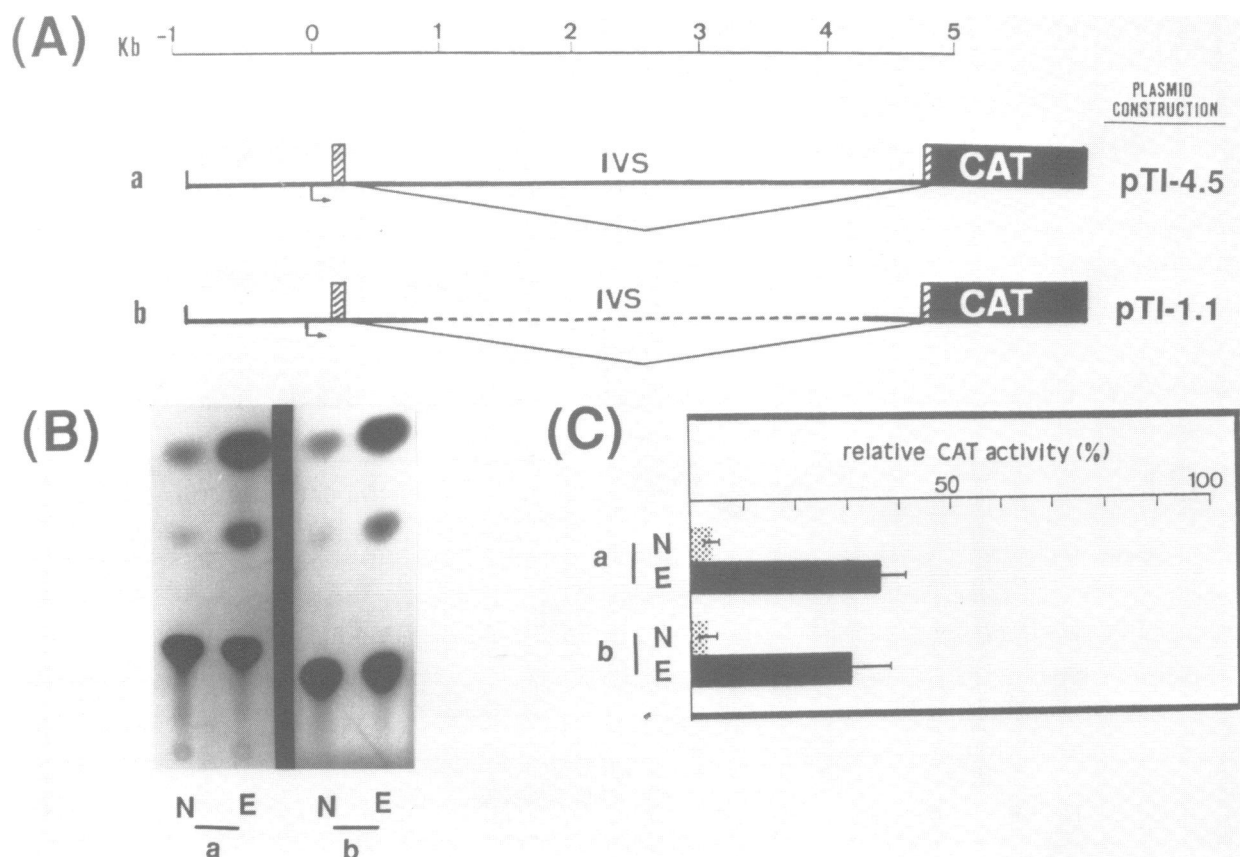 (A)
Kb -1 0 1 2 3 4 5
PLASMID
CONSTRUCTION
a IVS CAT pTI-4.5
b IVS CAT pTI-1.1
(B)
N E N E
a b
(C)
relative CAT activity (%)
50 100
a N
E
b N
E